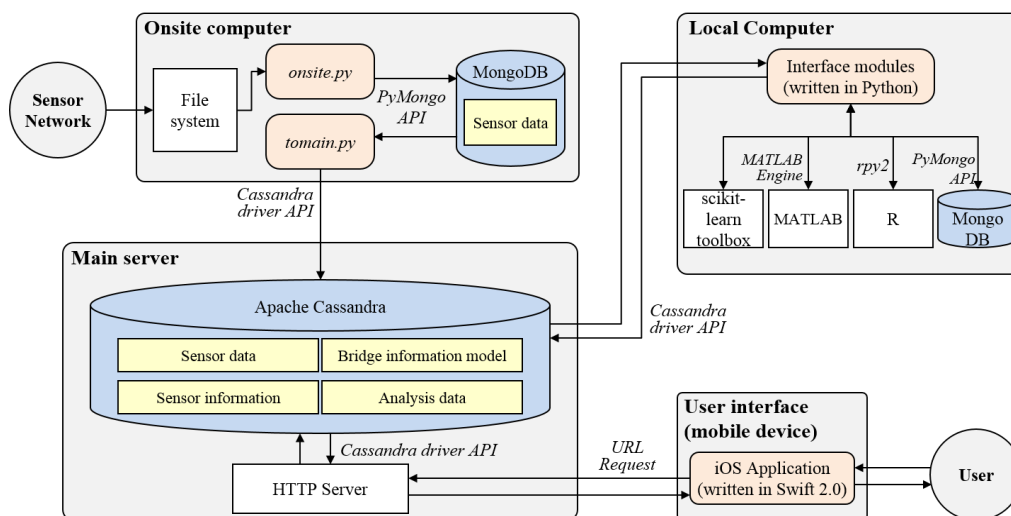 Onsite computer
Sensor
Network
File
system
onsite.py
PyMongo
API
tomain.py
MongoDB
Sensor data
Cassandra
driver API
Local Computer
Interface modules
(written in Python)
MATLAB
Engine
rpy2
PyMongo
API
scikit-
learn
toolbox
MATLAB
R
Mongo
DB
Main server
Apache Cassandra
Sensor data
Bridge information model
Sensor information
Analysis data
Cassandra
driver API
Cassandra driver API
HTTP Server
URL
Request
User interface
(mobile device)
iOS Application
(written in Swift 2.0)
User